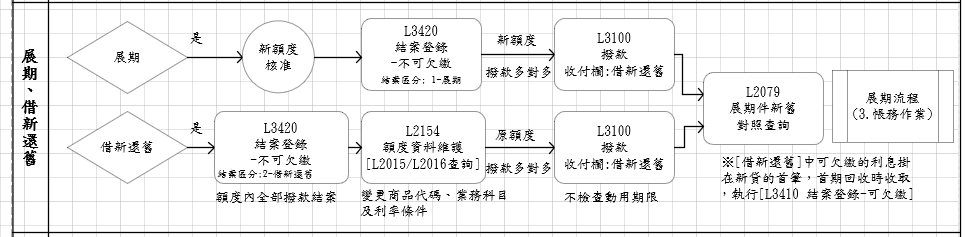 展期、借新還舊
展期
是
新額度
核准
L3420
結案登錄
-不可欠繳
結案區分: 1-展期
新額度
撥款多對多
L3100
撥款
收付欄:借新還舊
借新還舊
是
L3420
結案登錄
-不可欠繳
結案區分:2-借新還舊
額度內全部撥款結案
L2154
額度資料維護
[L2015/L2016查詢]
變更商品代碼、業務科目
及利率條件
原額度
撥款多對多
L3100
撥款
收付欄:借新還舊
不檢查動用期限
L2079
展期件新舊
對照查詢
展期流程
(3.帳務作業)
※[借新還舊]中可欠繳的利息掛
在新貸的首筆，首期回收時收取
，執行[L3410 結案登錄-可欠繳]